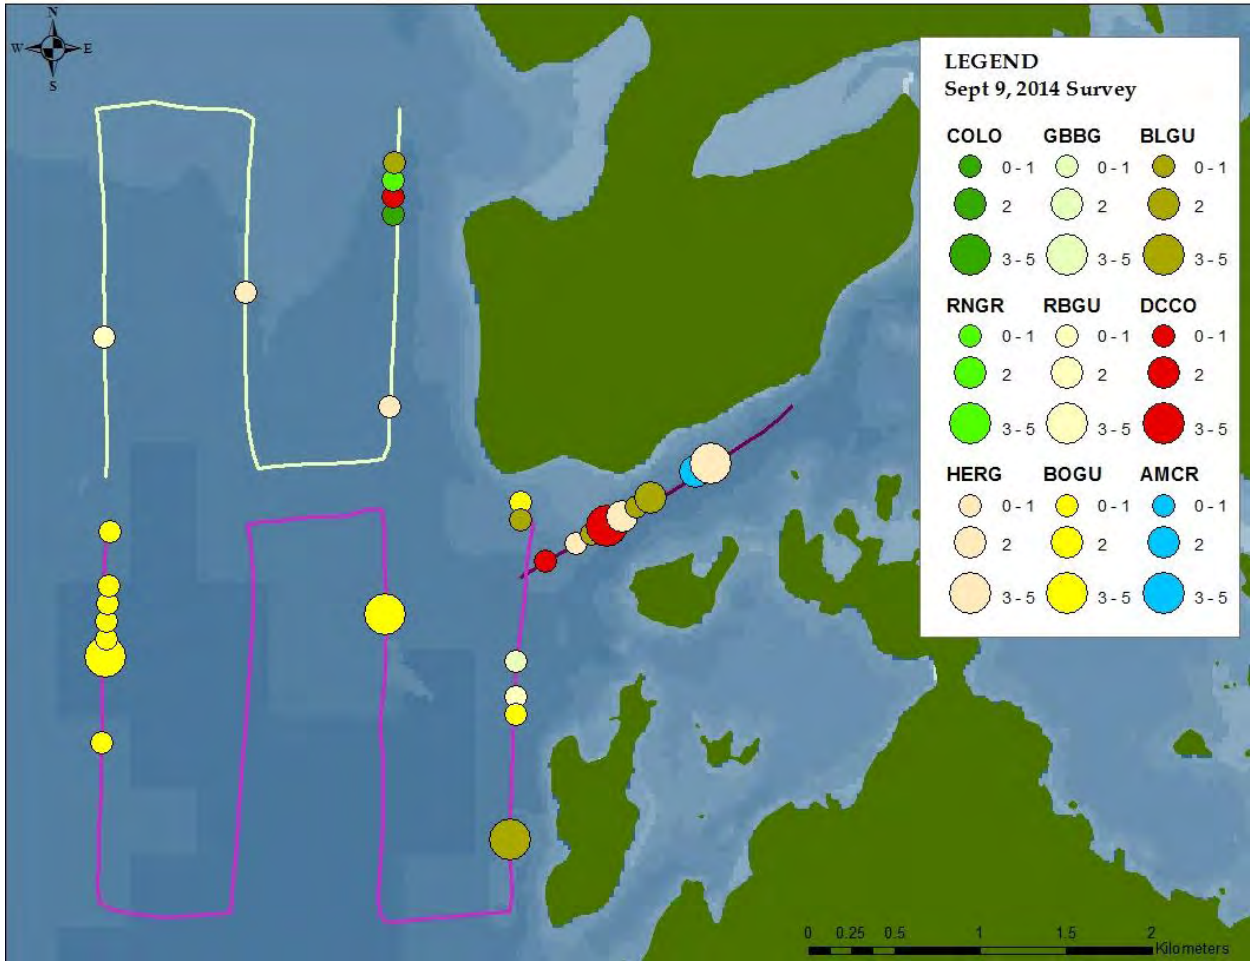 N
W E
S
LEGEND
Sept 9, 2014 Survey
COLO GBBG BLGU
0 - 1 0 - 1 0 - 1
2 2 2
3 - 5 3 - 5 3 - 5
RNGR RBGU DCCO
0 - 1 0 - 1 0 - 1
2 2 2
3 - 5 3 - 5 3 - 5
HERG BOGU AMCR
0 - 1 0 - 1 0 - 1
2 2 2
3 - 5 3 - 5 3 - 5
0 0.25 0.5 1 1.5 2
Kilometers